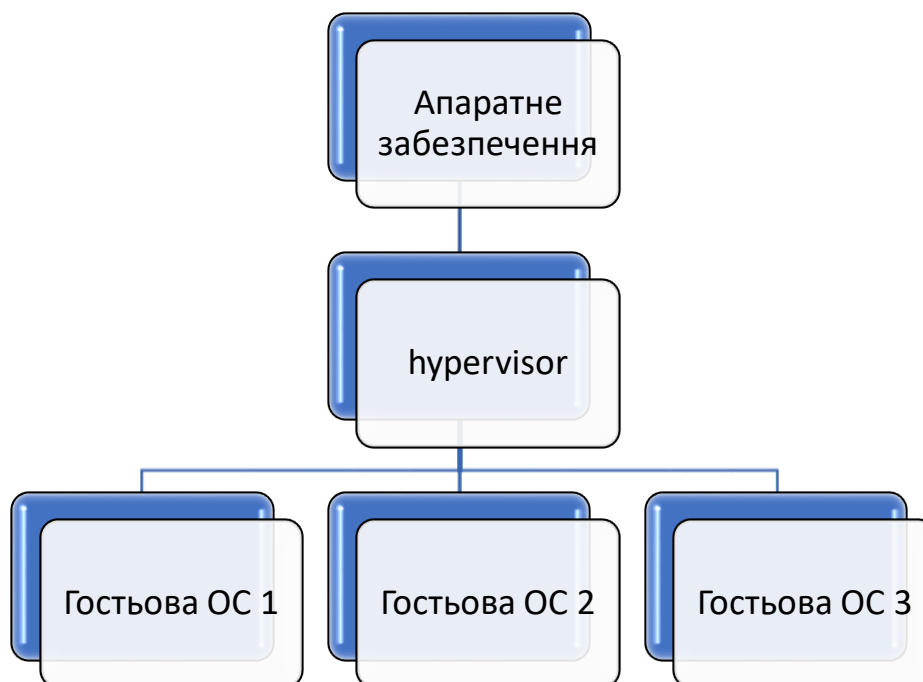 Апаратне
забезпечення
hypervisor
Гостьова ОС 1
Гостьова ОС 2
Гостьова ОС 3